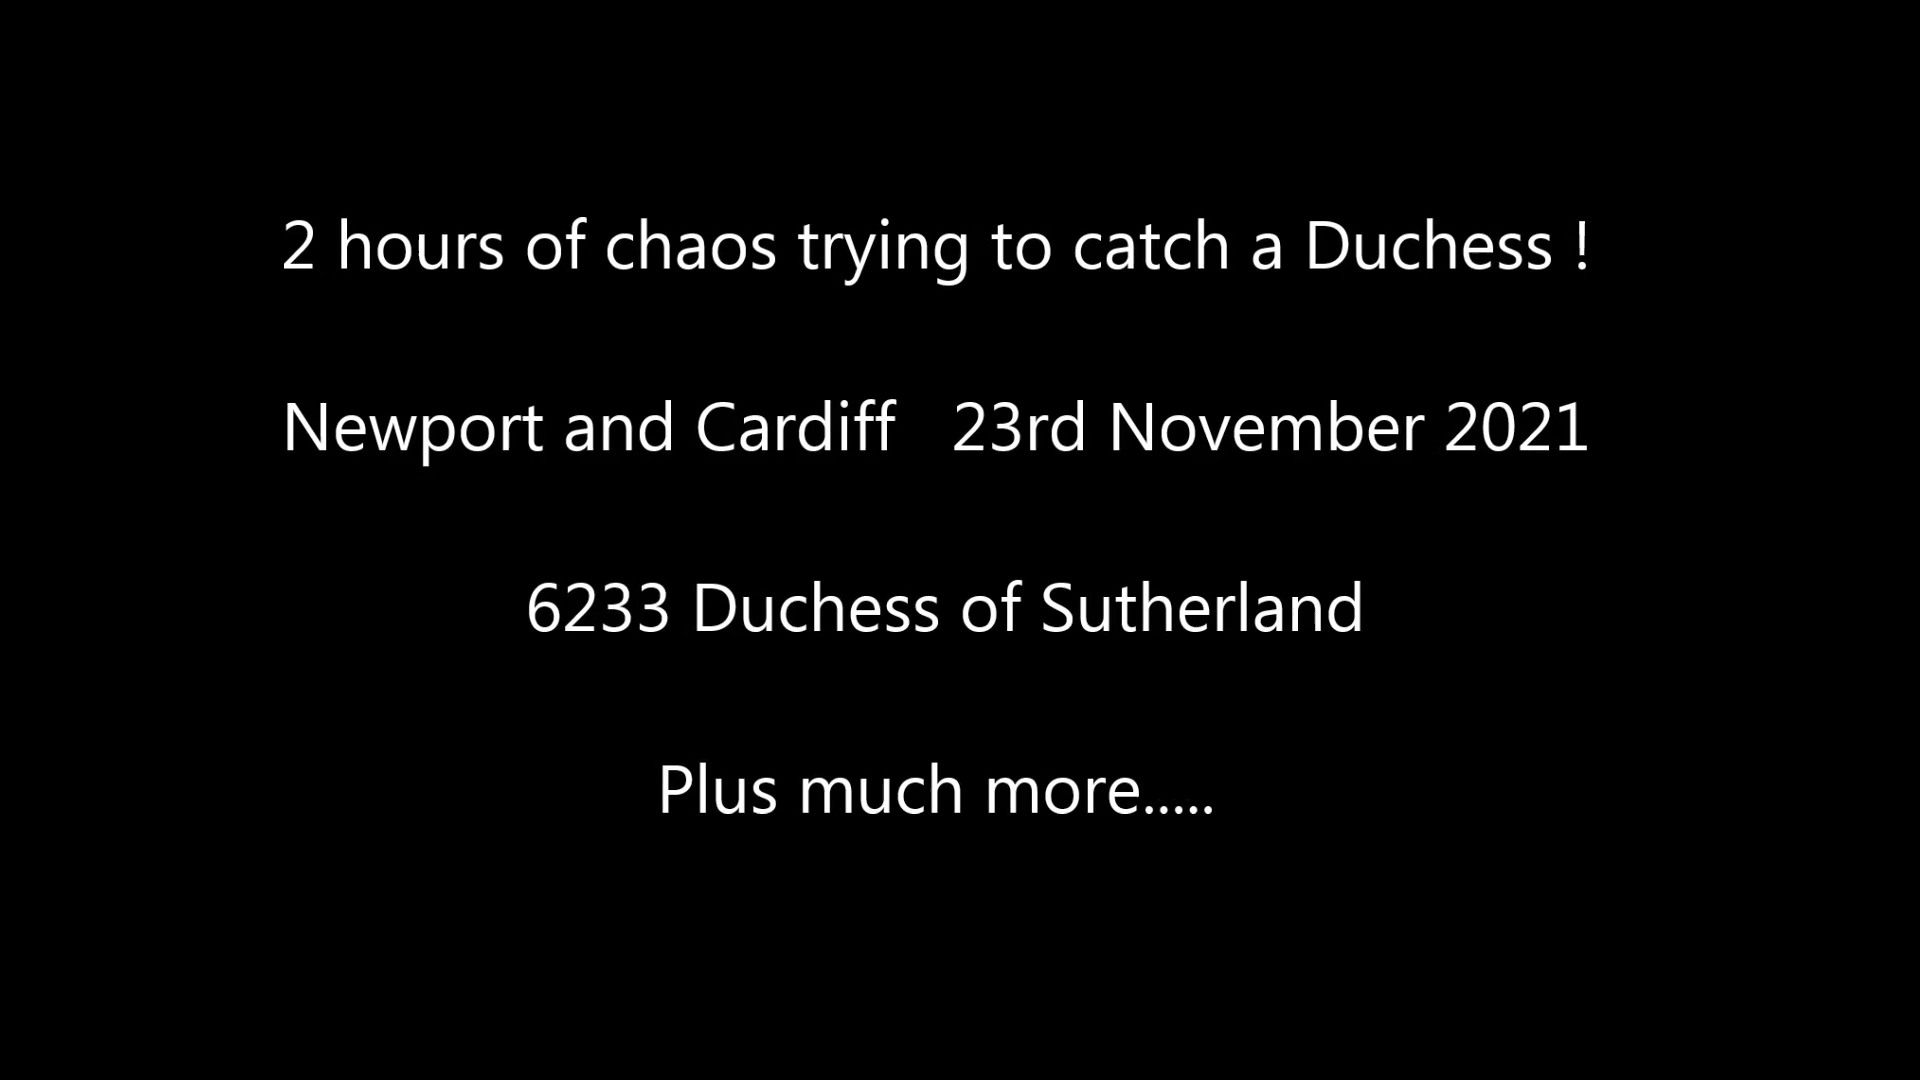 2 hours of chaos trying to catch a Duchess !
Newport and Cardiff   23rd November 2021
6233 Duchess of Sutherland
Plus much more.....